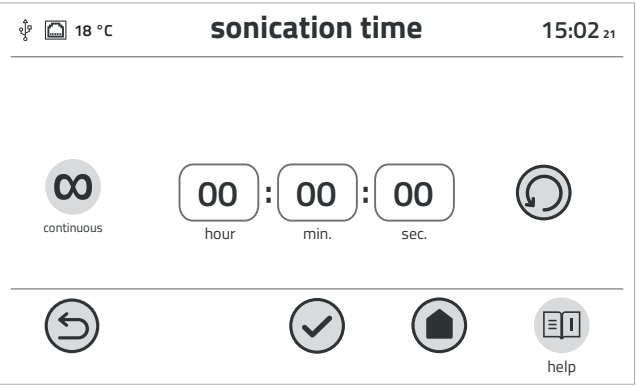 18 °C sonication time 15:02 21
∞
continuous
00 : 00 : 00
hour min. sec.
help